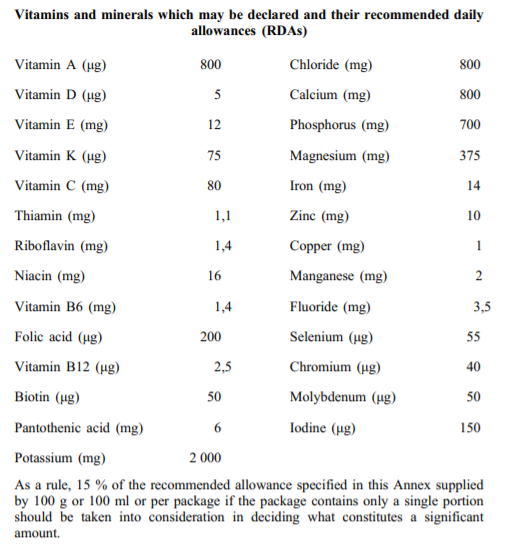 Vitamins and minerals which may be declared and their recommended daily
allowances (RDAs)
Vitamin A (μg) 800 Chloride (mg) 800
Vitamin D (μg) 5 Calcium (mg) 800
Vitamin E (mg) 12 Phosphorus (mg) 700
Vitamin K (μg) 75 Magnesium (mg) 375
Vitamin C (mg) 80 Iron (mg) 14
Thiamin (mg) 1,1 Zinc (mg) 10
Riboflavin (mg) 1,4 Copper (mg) 1
Niacin (mg) 16 Manganese (mg) 2
Vitamin B6 (mg) 1,4 Fluoride (mg) 3,5
Folic acid (μg) 200 Selenium (μg) 55
Vitamin B12 (μg) 2,5 Chromium (μg) 40
Biotin (μg) 50 Molybdenum (μg) 50
Pantothenic acid (mg) 6 Iodine (μg) 150
Potassium (mg) 2 000
As a rule, 15 % of the recommended allowance specified in this Annex supplied
by 100 g or 100 ml or per package if the package contains only a single portion
should be taken into consideration in deciding what constitutes a significant
amount.